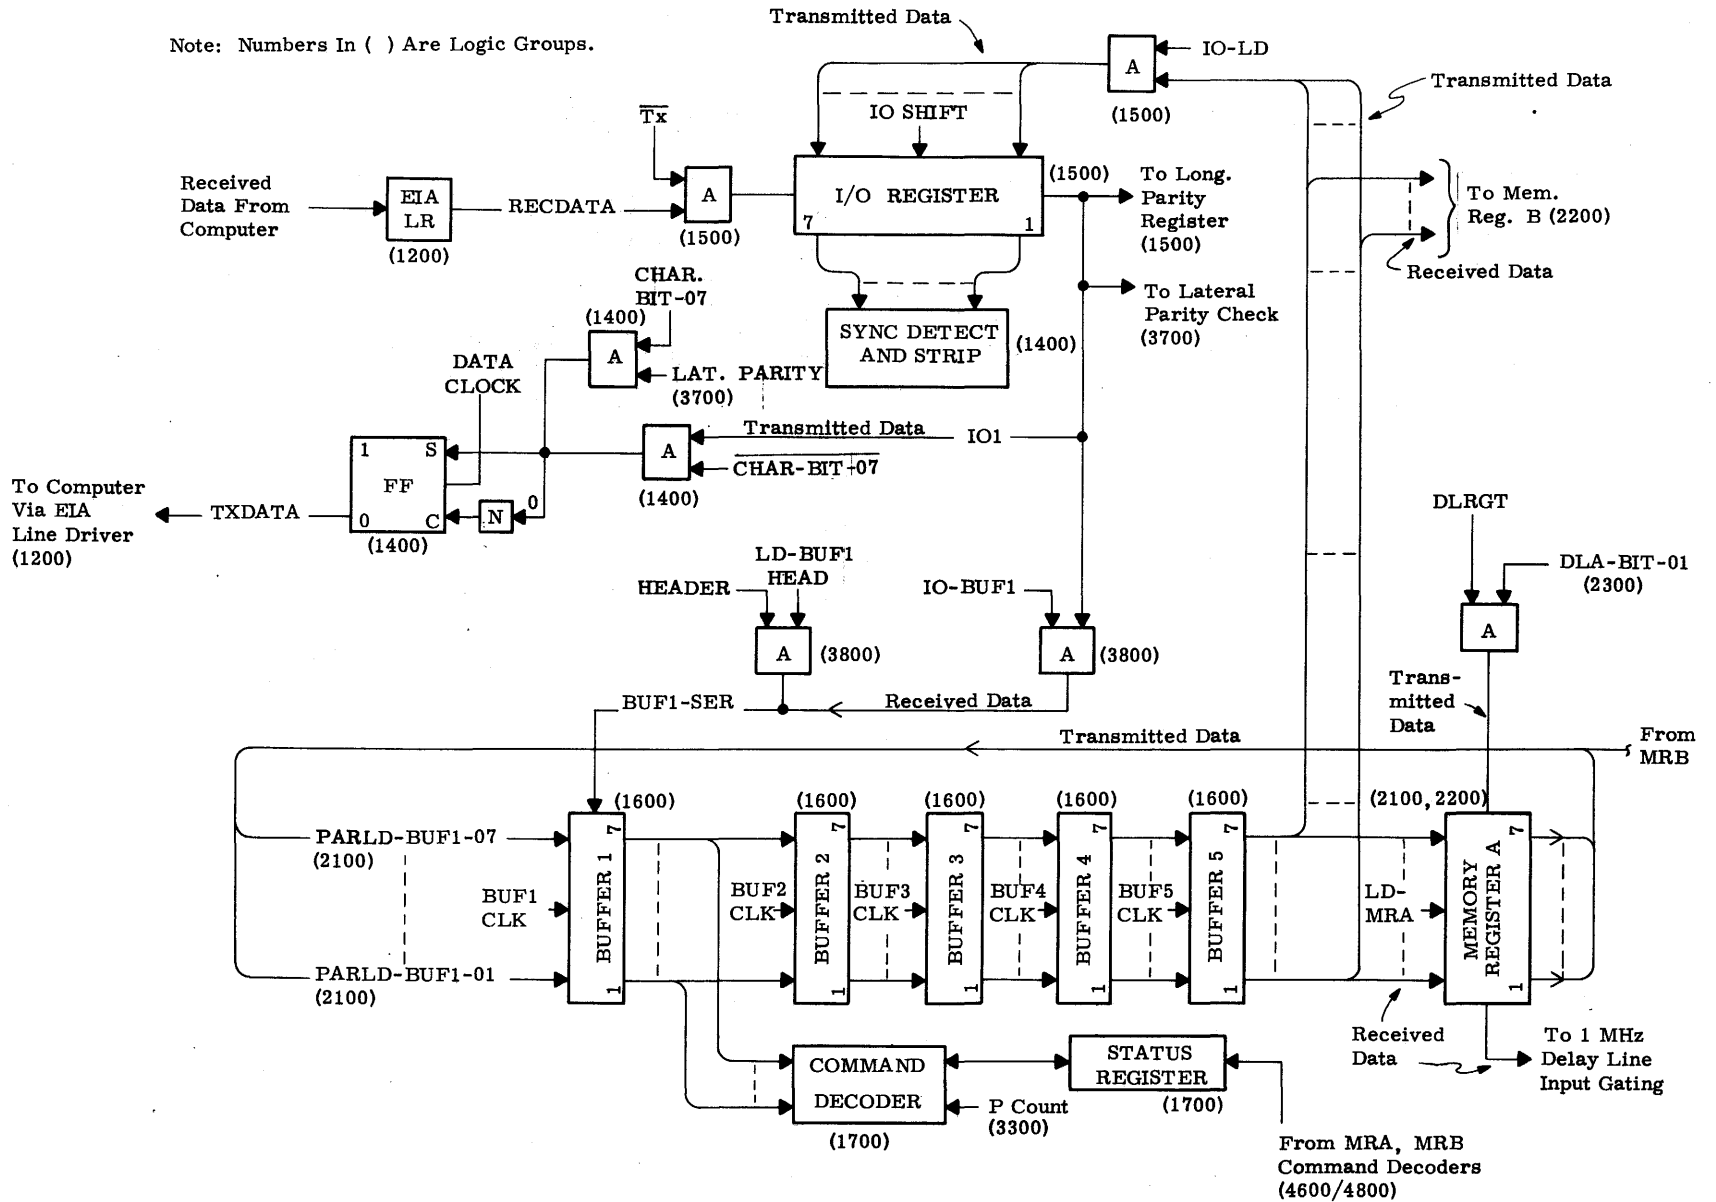 Transmitted Data
Note: Numbers In ( ) Are Logic Groups.
IO-LD
A
(1500)
Transmitted Data
Tx
IO SHIFT
Received
Data From
Computer
EIA
LR
(1200)
RECDATA
A
(1500)
I/O REGISTER
7
1
(1500)
To Long.
Parity
Register
(1500)
To Mem.
Reg. B (2200)
Received Data
To Lateral
Parity Check
(3700)
SYNC DETECT
AND STRIP
(1400)
CHAR.
BIT-07
(1400)
A
LAT. PARITY
(3700)
DATA
CLOCK
Transmitted Data
IO1
A
CHAR-BIT-07
(1400)
1
S
FF
0
C
(1400)
N
0
To Computer
Via EIA
Line Driver
(1200)
TXDATA
DLRGT
DLA-BIT-01
(2300)
A
LD-BUF1
HEAD
HEADER
A
(3800)
IO-BUF1
A
(3800)
Trans-
mitted
Data
BUF1-SER
Received Data
Transmitted Data
From
MRB
(1600)
(1600)
(1600)
(1600)
(1600)
(2100, 2200)
PARLD-BUF1-07
(2100)
BUF1
CLK
PARLD-BUF1-01
(2100)
7
BUFFER 1
1
BUF2
CLK
7
BUFFER 2
1
BUF3
CLK
7
BUFFER 3
1
BUF4
CLK
7
BUFFER 4
1
BUF5
CLK
7
BUFFER 5
1
LD-
MRA
7
MEMORY
REGISTER A
1
COMMAND
DECODER
(1700)
STATUS
REGISTER
(1700)
P Count
(3300)
Received
Data
To 1 MHz
Delay Line
Input Gating
From MRA, MRB
Command Decoders
(4600/4800)